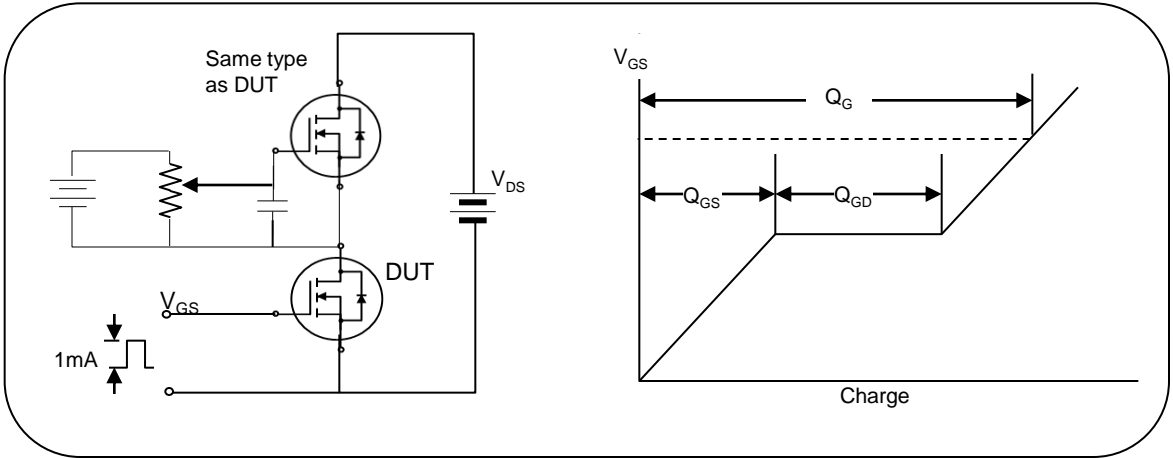 Same type
as DUT
V_DS
DUT
V_GS
1mA
V_GS
Q_G
Q_GS
Q_GD
Charge